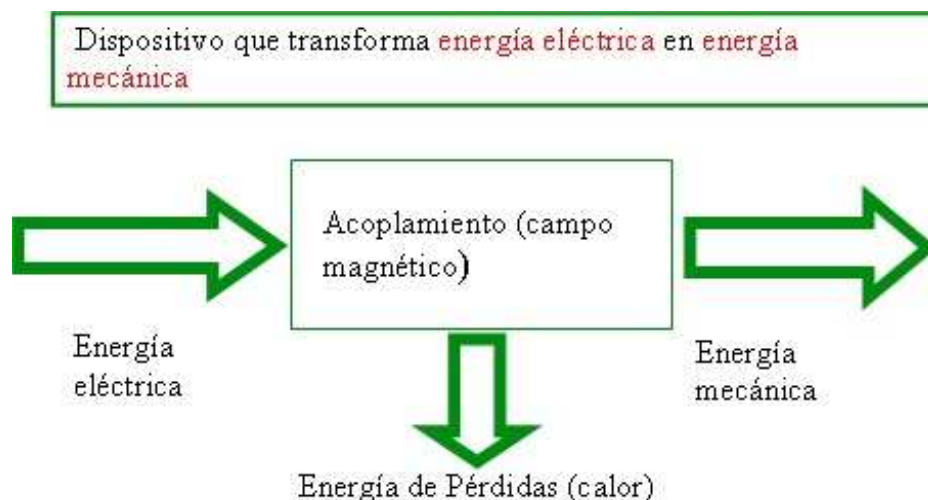 Dispositivo que transforma energía eléctrica en energía
mecánica
Acoplamiento (campo
magnético)
Energía
eléctrica
Energía
mecánica
Energía de Pérdidas (calor)